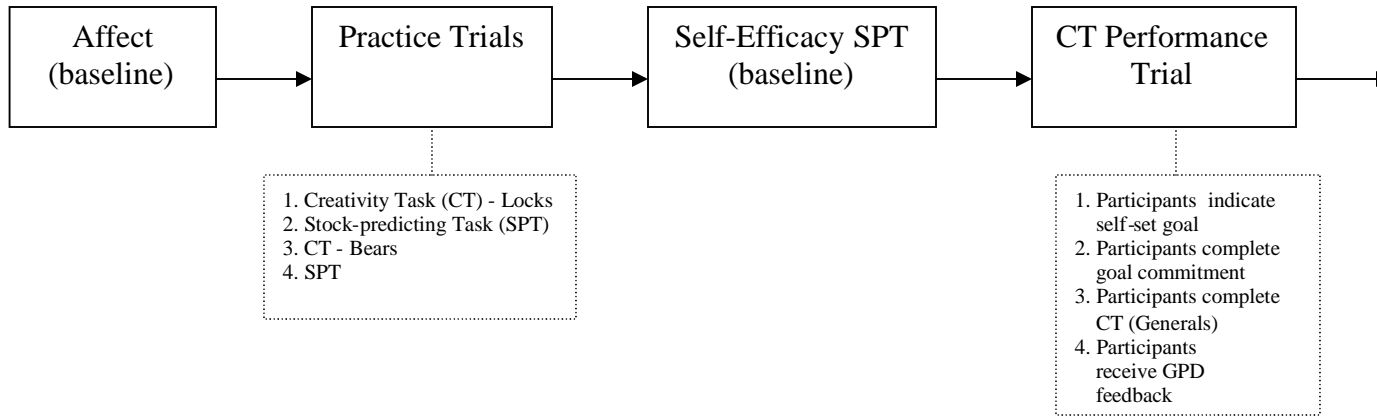 Affect
(baseline)
Practice Trials
Self-Efficacy SPT
(baseline)
CT Performance
Trial
1. Creativity Task (CT) - Locks
2. Stock-predicting Task (SPT)
3. CT - Bears
4. SPT
1. Participants indicate
self-set goal
2. Participants complete
goal commitment
3. Participants complete
CT (Generals)
4. Participants
receive GPD
feedback